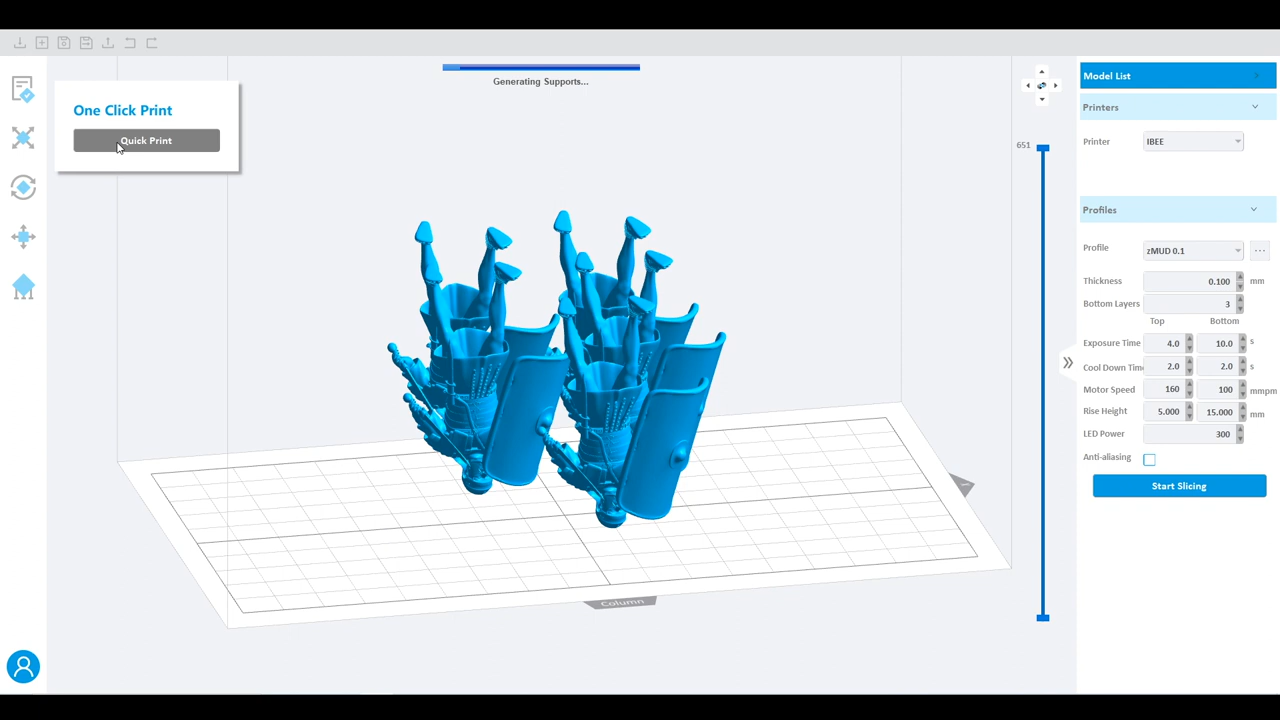 Generating Supports...
One Click Print
Quick Print
651
Column
Model List
Printers
Printer IBEE
Profiles
Profile zMUD 0.1 ...
Thickness 0.100 mm
Bottom Layers 3
Top Bottom
Exposure Time 4.0 10.0 s
Cool Down Tim 2.0 2.0 s
Motor Speed 160 100 mmpm
Rise Height 5.000 15.000 mm
LED Power 300
Anti-aliasing
Start Slicing